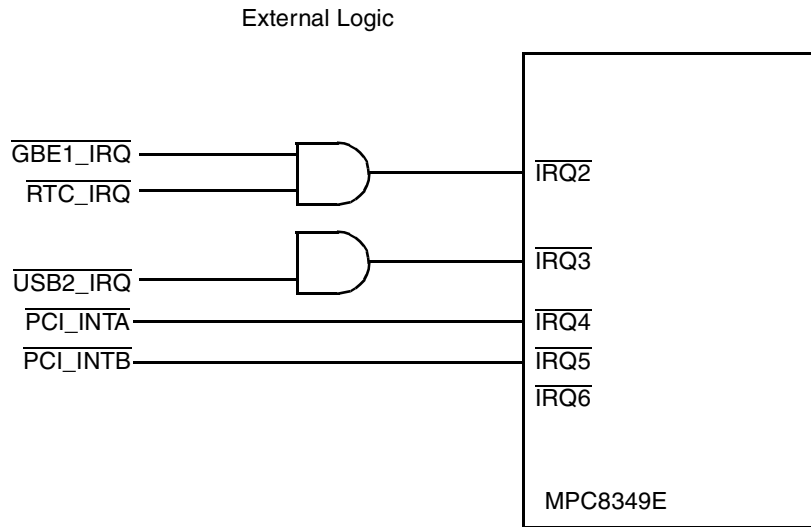 External Logic
GBE1_IRQ
RTC_IRQ
IRQ2
USB2_IRQ
IRQ3
PCI_INTA
IRQ4
PCI_INTB
IRQ5
IRQ6
MPC8349E